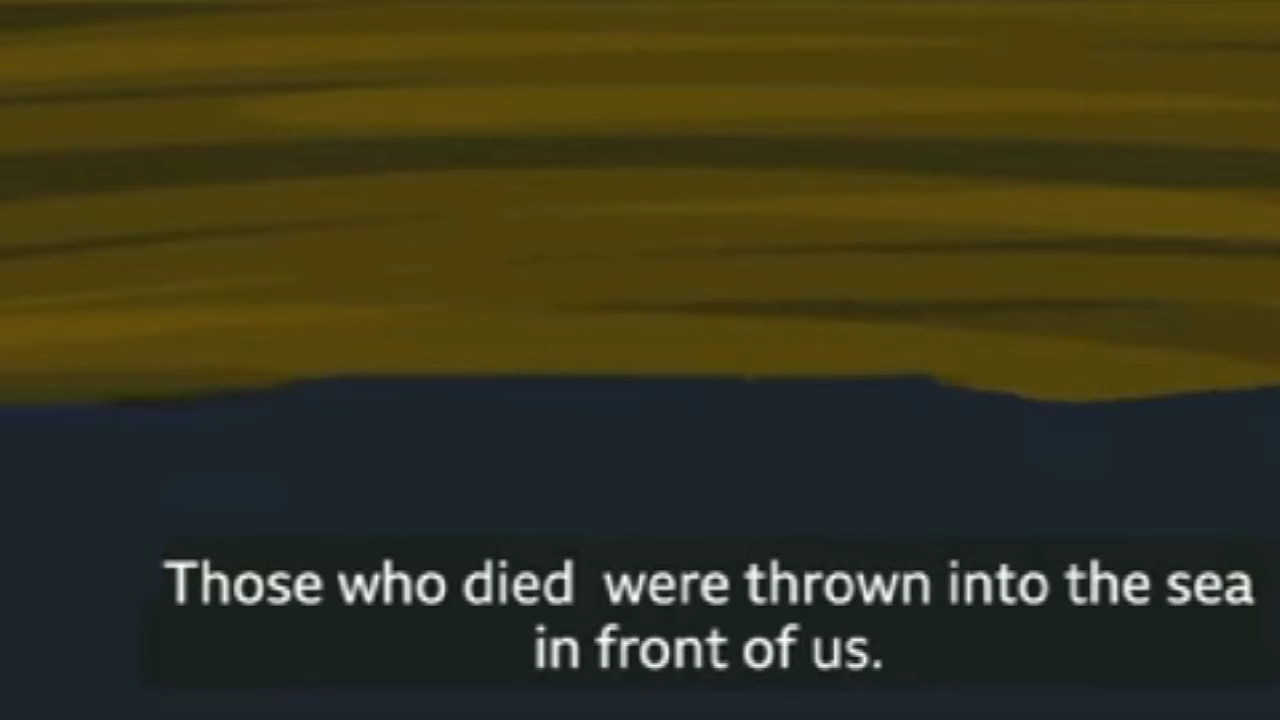 Those who died  were thrown into the sea
in front of us.